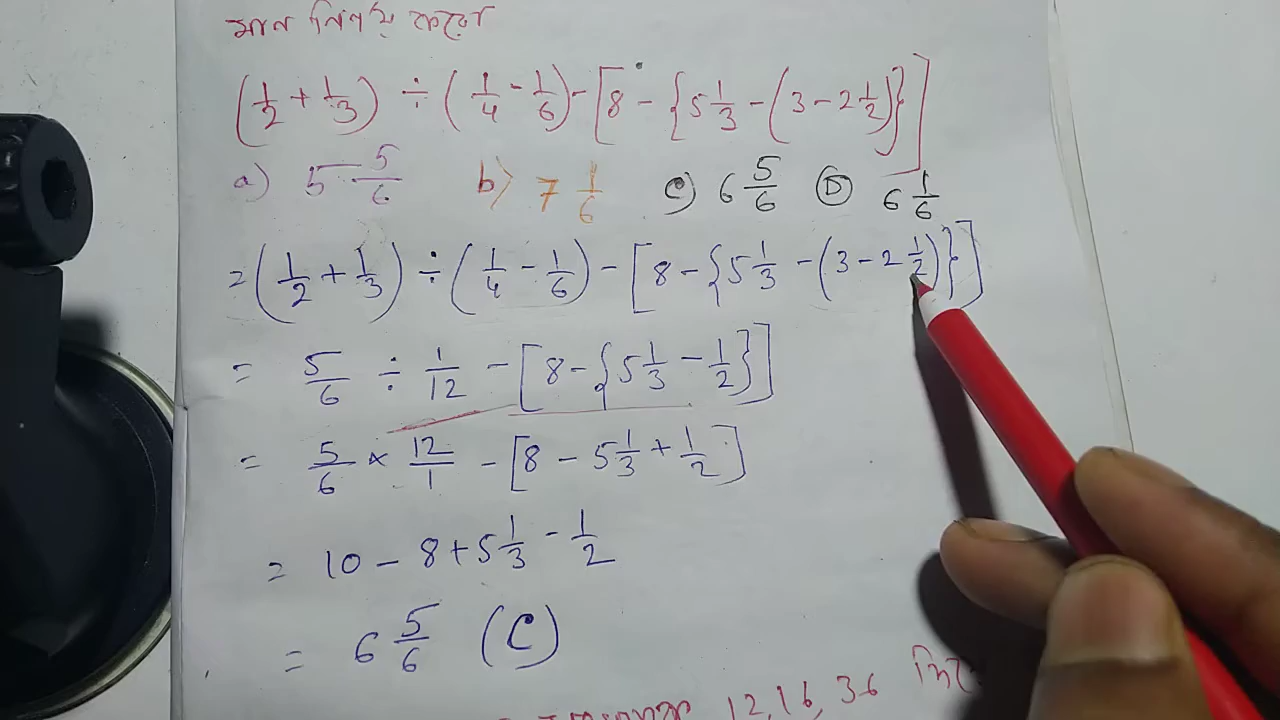 মান নির্ণয় করো
(1/2 + 1/3) ÷ (1/4 - 1/6) - [8 - {5 1/3 - (3 - 2 1/2)}]
a) 5 5/6 b) 7 1/6 c) 6 5/6 D 6 1/6
= (1/2 + 1/3) ÷ (1/4 - 1/6) - [8 - {5 1/3 - (3 - 2 1/2)}]
= 5/6 ÷ 1/12 - [8 - {5 1/3 - 1/2}]
= 5/6 × 12/1 - [8 - 5 1/3 + 1/2]
= 10 - 8 + 5 1/3 - 1/2
= 6 5/6 (C)
12, 16, 36